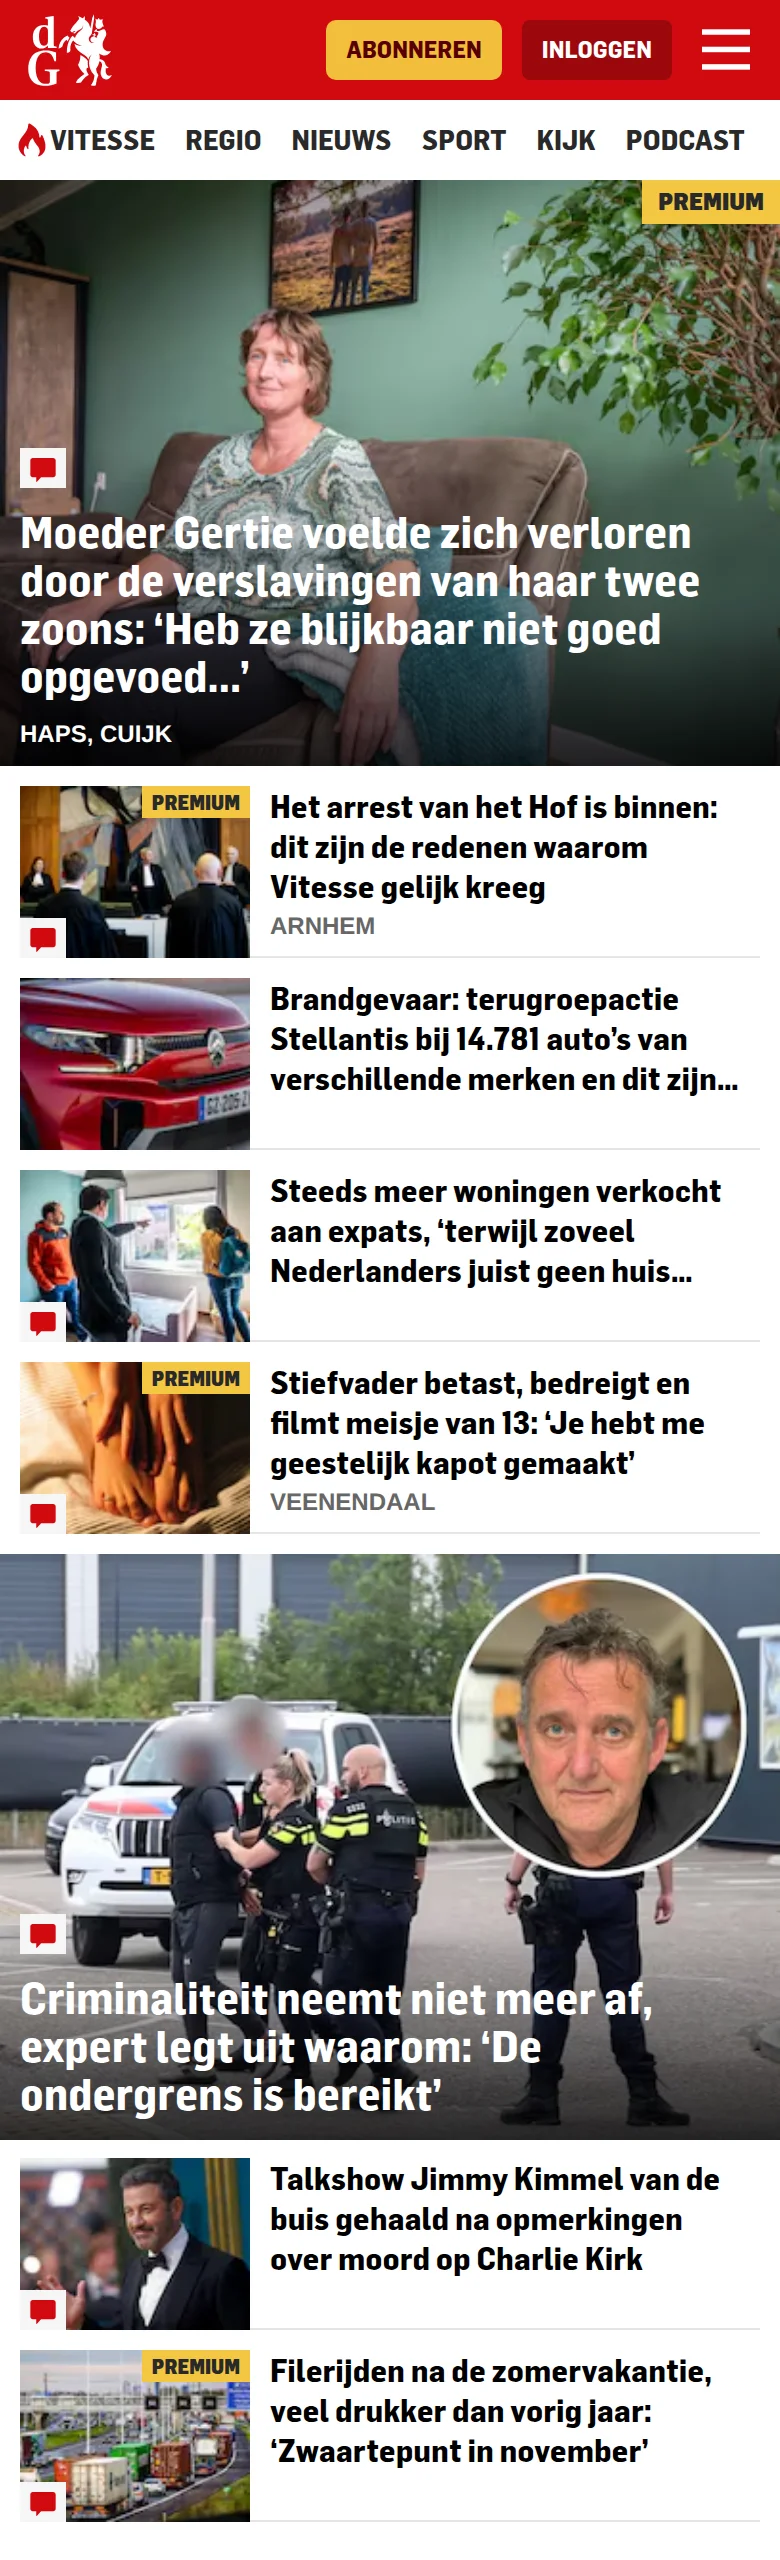 d
G
ABONNEREN
INLOGGEN
VITESSE
REGIO
NIEUWS
SPORT
KIJK
PODCAST
PREMIUM
Moeder Gertie voelde zich verloren
door de verslavingen van haar twee
zoons: ‘Heb ze blijkbaar niet goed
opgevoed...’
HAPS, CUIJK
PREMIUM
Het arrest van het Hof is binnen:
dit zijn de redenen waarom
Vitesse gelijk kreeg
ARNHEM
Brandgevaar: terugroepactie
Stellantis bij 14.781 auto’s van
verschillende merken en dit zijn...
Steeds meer woningen verkocht
aan expats, ‘terwijl zoveel
Nederlanders juist geen huis...
PREMIUM
Stiefvader betast, bedreigt en
filmt meisje van 13: ‘Je hebt me
geestelijk kapot gemaakt’
VEENENDAAL
POLITIE
Criminaliteit neemt niet meer af,
expert legt uit waarom: ‘De
ondergrens is bereikt’
Talkshow Jimmy Kimmel van de
buis gehaald na opmerkingen
over moord op Charlie Kirk
PREMIUM
Filerijden na de zomervakantie,
veel drukker dan vorig jaar:
‘Zwaartepunt in november’